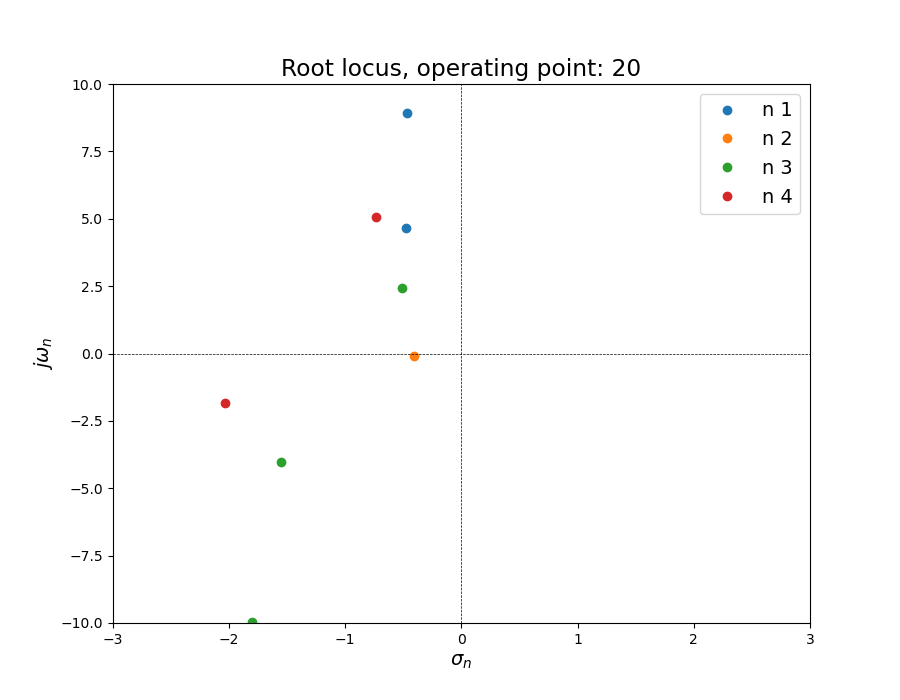 Root locus, operating point: 20
10.0
7.5
5.0
2.5
0.0
−2.5
−5.0
−7.5
−10.0
jωₙ
n 1
n 2
n 3
n 4
−3 −2 −1 0 1 2 3
σₙ